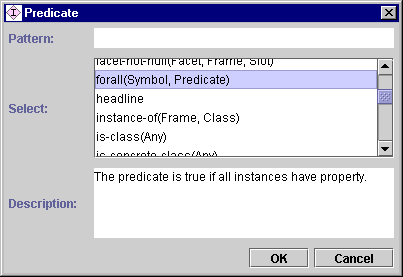 Predicate
Pattern:
Select:
facet-not-null(Facet, Frame, Slot)
forall(Symbol, Predicate)
headline
instance-of(Frame, Class)
is-class(Any)
is-concrete-class(Any)
Description:
The predicate is true if all instances have property.
OK
Cancel